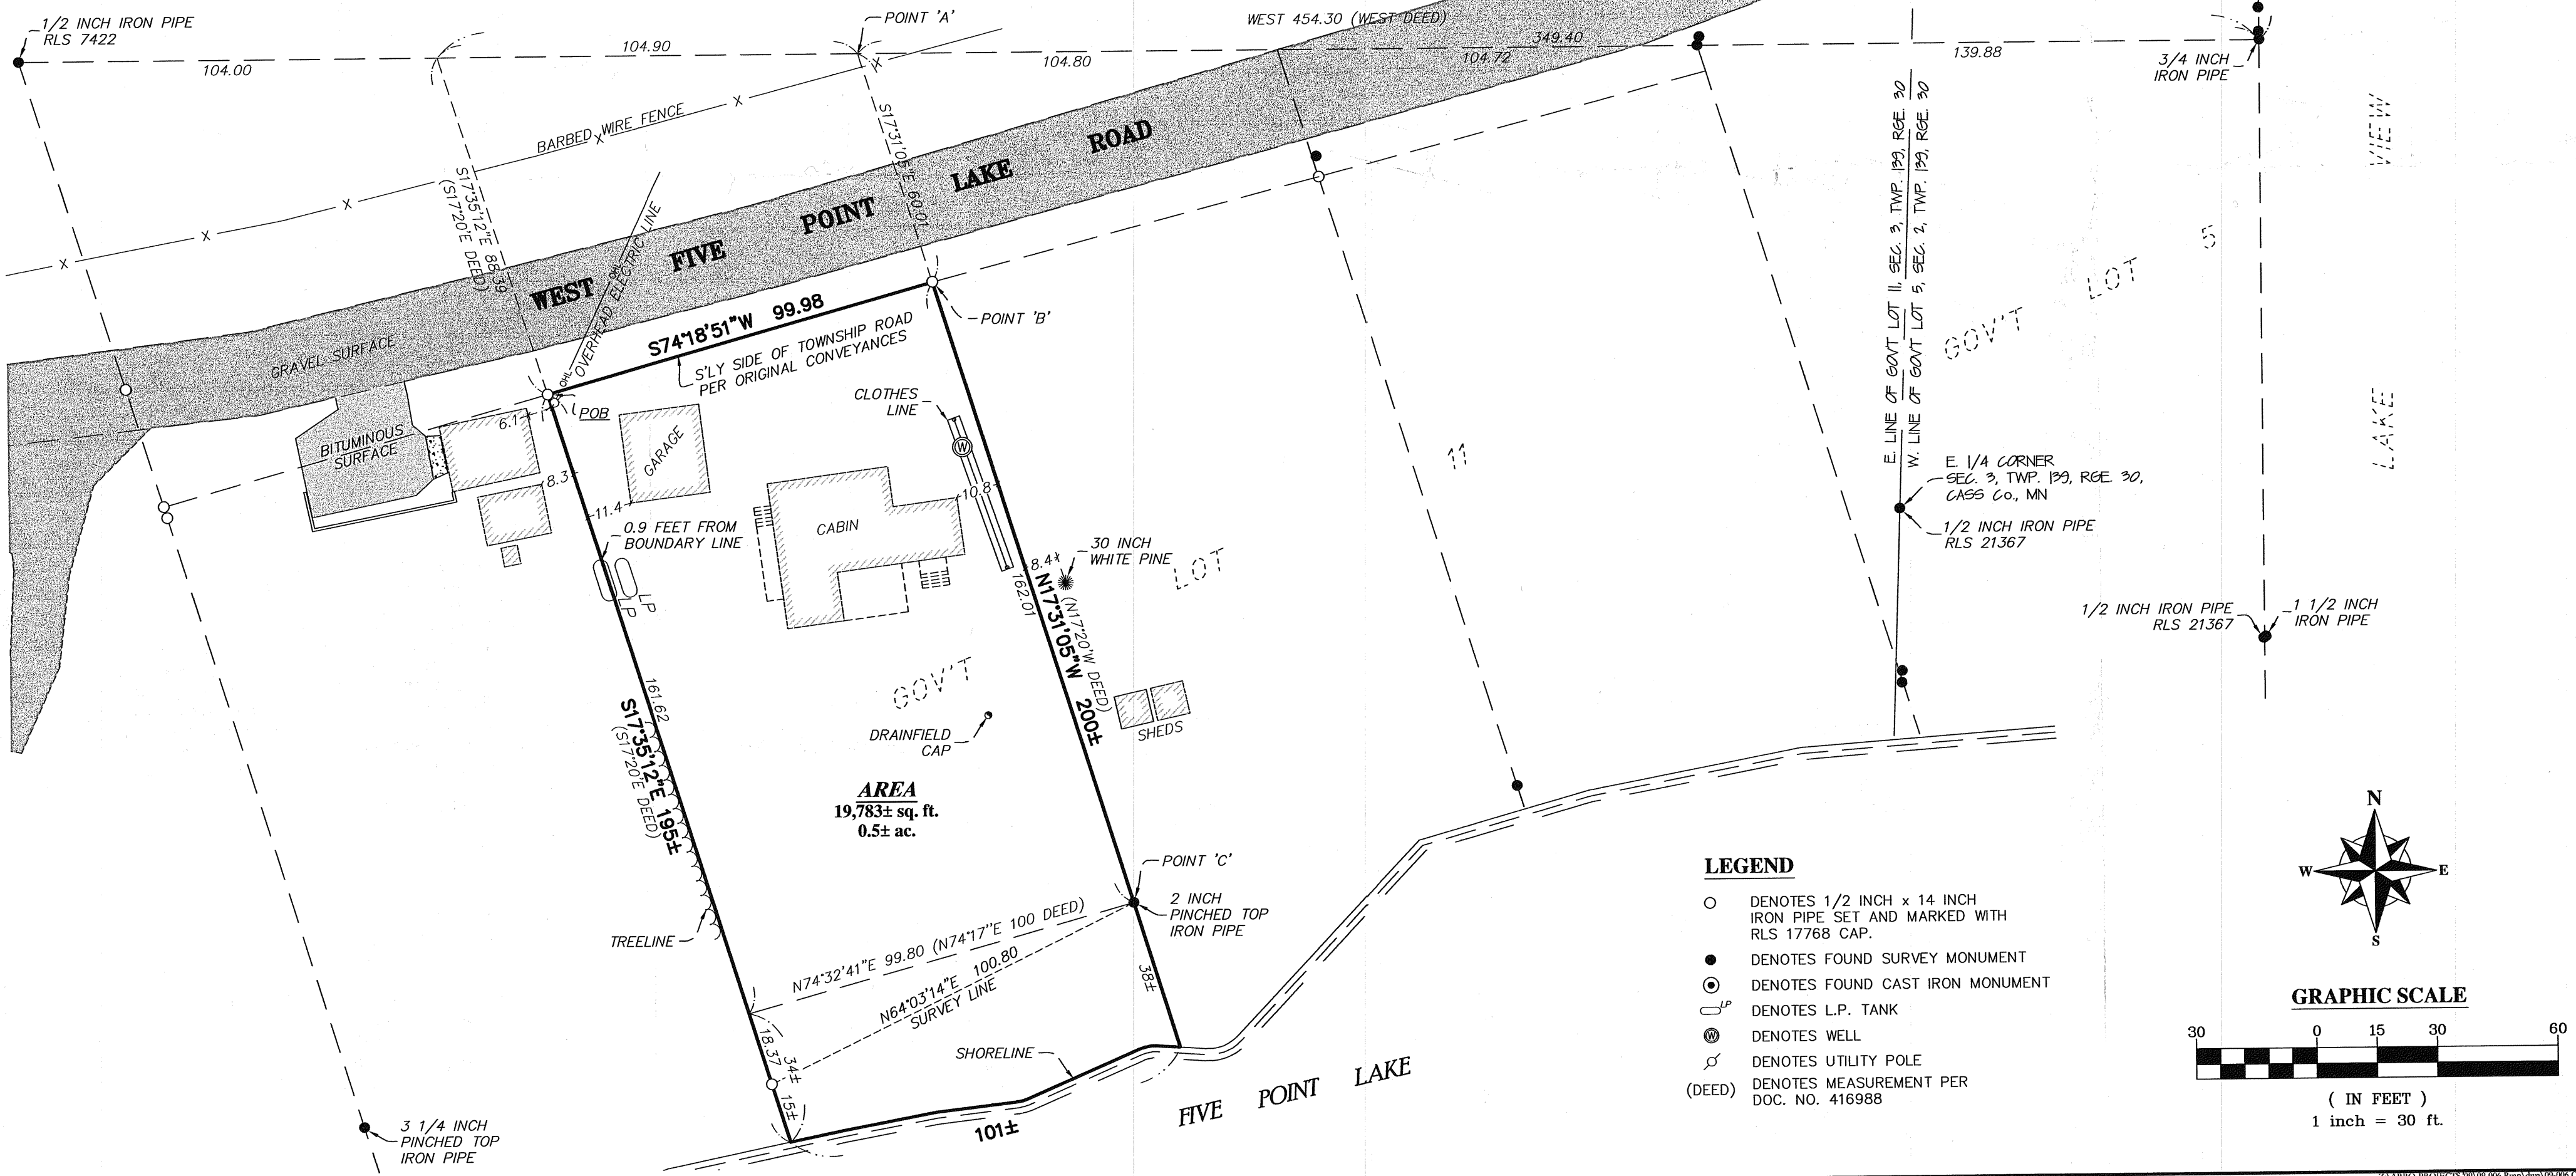 1/2 INCH IRON PIPE
RLS 7422
104.00
104.90
POINT 'A'
104.80
WEST 454.30 (WEST DEED)
349.40
104.72
139.88
3/4 INCH
IRON PIPE
BARBED WIRE FENCE
S17°35'12"E 88.39
(S17°20'E DEED)
S17°31'05"E 60.01
OVERHEAD ELECTRIC LINE
OHL
OHL
WEST FIVE POINT LAKE ROAD
GRAVEL SURFACE
BITUMINOUS
SURFACE
S74°18'51"W 99.98
S'LY SIDE OF TOWNSHIP ROAD
PER ORIGINAL CONVEYANCES
POINT 'B'
POB
6.1
8.3
11.4
GARAGE
CLOTHES
LINE
W
10.8
CABIN
0.9 FEET FROM
BOUNDARY LINE
LP
LP
8.4
30 INCH
WHITE PINE
162.01
N17°31'05"W 200±
(N17°20'W DEED)
161.62
S17°35'12"E 195±
(S17°20'E DEED)
GOV'T LOT 11
DRAINFIELD
CAP
SHEDS
AREA
19,783± sq. ft.
0.5± ac.
TREELINE
POINT 'C'
2 INCH
PINCHED TOP
IRON PIPE
N74°32'41"E 99.80 (N74°17"E 100 DEED)
N64°03'14"E 100.80
SURVEY LINE
38±
18.37
34±
15±
SHORELINE
101±
FIVE POINT LAKE
3 1/4 INCH
PINCHED TOP
IRON PIPE
E. LINE OF GOVT LOT 11, SEC. 3, TWP. 139, RGE. 30
W. LINE OF GOVT LOT 5, SEC. 2, TWP. 139, RGE. 30
GOV'T LOT 5
LAKE VIEW
E. 1/4 CORNER
SEC. 3, TWP. 139, RGE. 30,
CASS Co., MN
1/2 INCH IRON PIPE
RLS 21367
1/2 INCH IRON PIPE
RLS 21367
1 1/2 INCH
IRON PIPE
LEGEND
DENOTES 1/2 INCH x 14 INCH
IRON PIPE SET AND MARKED WITH
RLS 17768 CAP.
DENOTES FOUND SURVEY MONUMENT
DENOTES FOUND CAST IRON MONUMENT
LP
DENOTES L.P. TANK
W
DENOTES WELL
DENOTES UTILITY POLE
(DEED) DENOTES MEASUREMENT PER
DOC. NO. 416988
N
W E
S
GRAPHIC SCALE
30 0 15 30 60
( IN FEET )
1 inch = 30 ft.